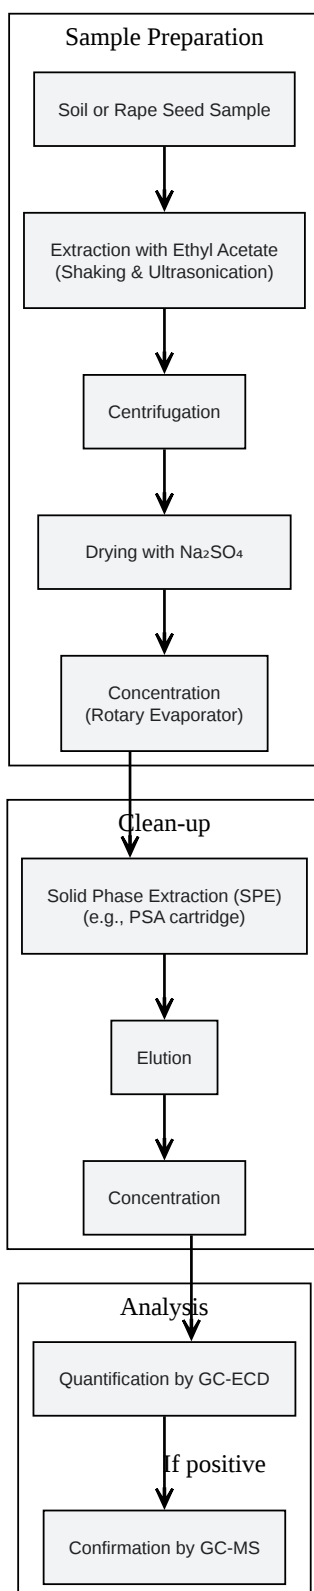 Sample Preparation
Soil or Rape Seed Sample
Extraction with Ethyl Acetate
(Shaking & Ultrasonication)
Centrifugation
Drying with Na₂SO₄
Concentration
(Rotary Evaporator)
Clean-up
Solid Phase Extraction (SPE)
(e.g., PSA cartridge)
Elution
Concentration
Analysis
Quantification by GC-ECD
If positive
Confirmation by GC-MS